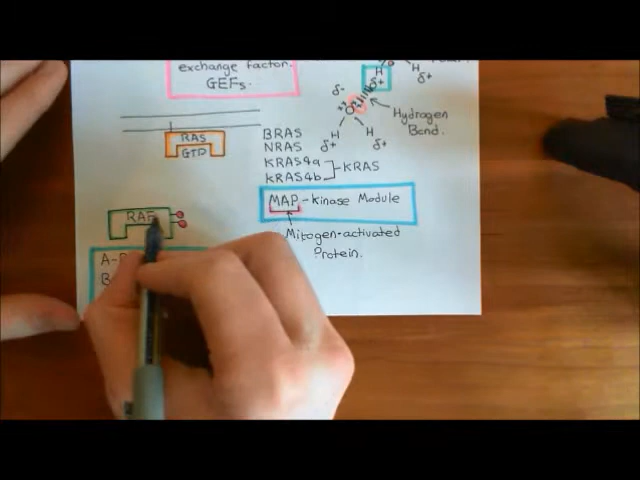 exchange factor.
GEFs.
H
δ+
H
δ+
δ-
O
Hydrogen
Bond.
H
δ+
H
δ+
RAS
GTP
BRAS
NRAS
KRAS4a
KRAS4b
KRAS
MAP-kinase Module
Mitogen-activated
Protein.
RAF
A-
B